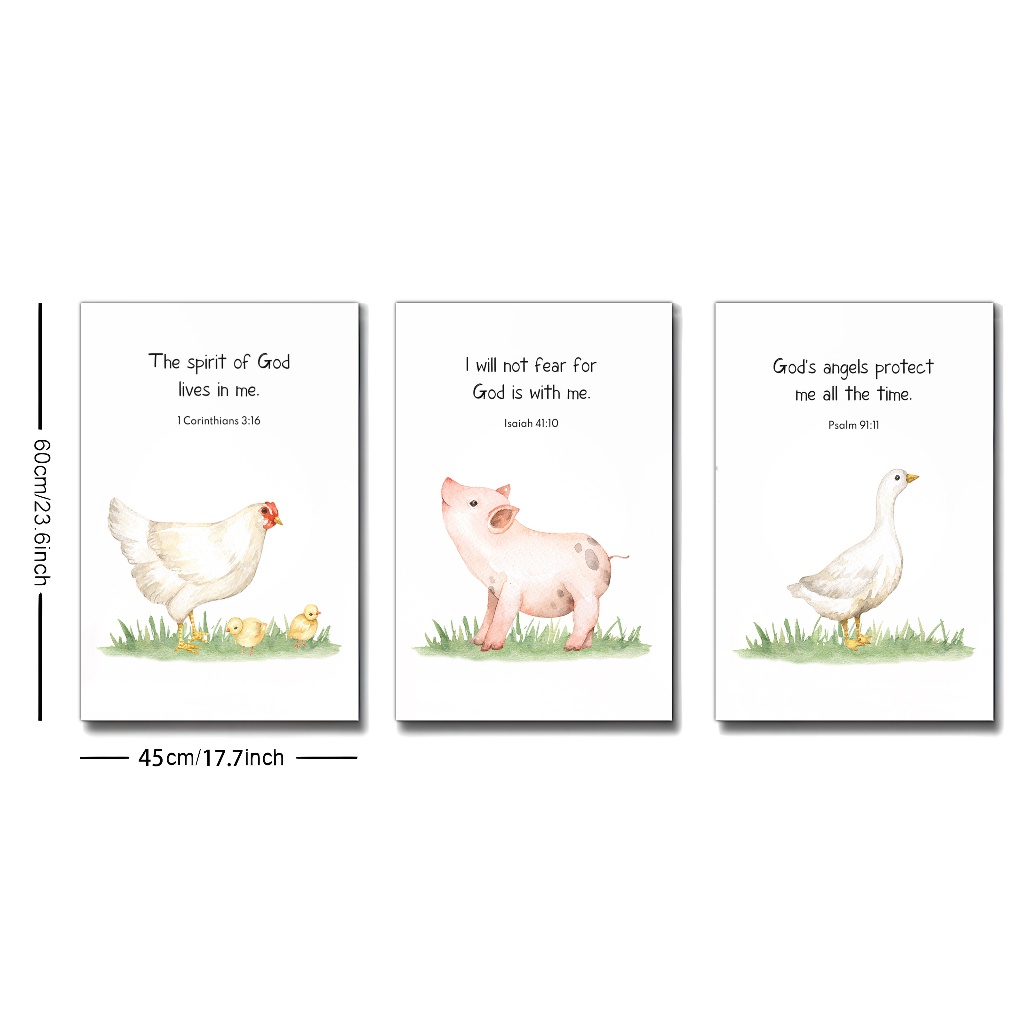 The spirit of God
lives in me.
1 Corinthians 3:16
I will not fear for
God is with me.
Isaiah 41:10
God's angels protect
me all the time.
Psalm 91:11
60cm/23.6inch
45cm/17.7inch